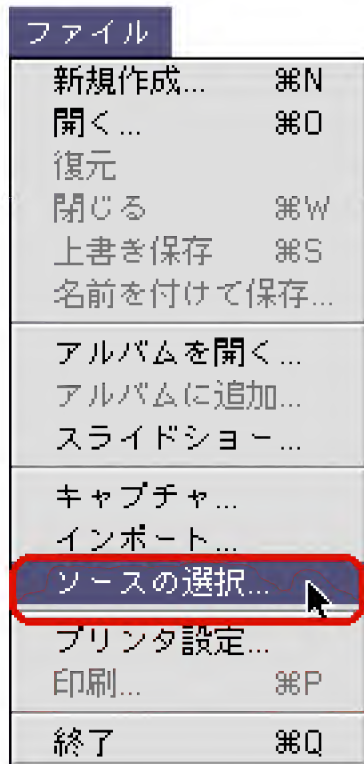 ファイル
新規作成... ⌘N
開く... ⌘O
復元
閉じる ⌘W
上書き保存 ⌘S
名前を付けて保存...
アルバムを開く...
アルバムに追加...
スライドショー...
キャプチャ...
インポート...
ソースの選択...
プリンタ設定...
印刷... ⌘P
終了 ⌘Q